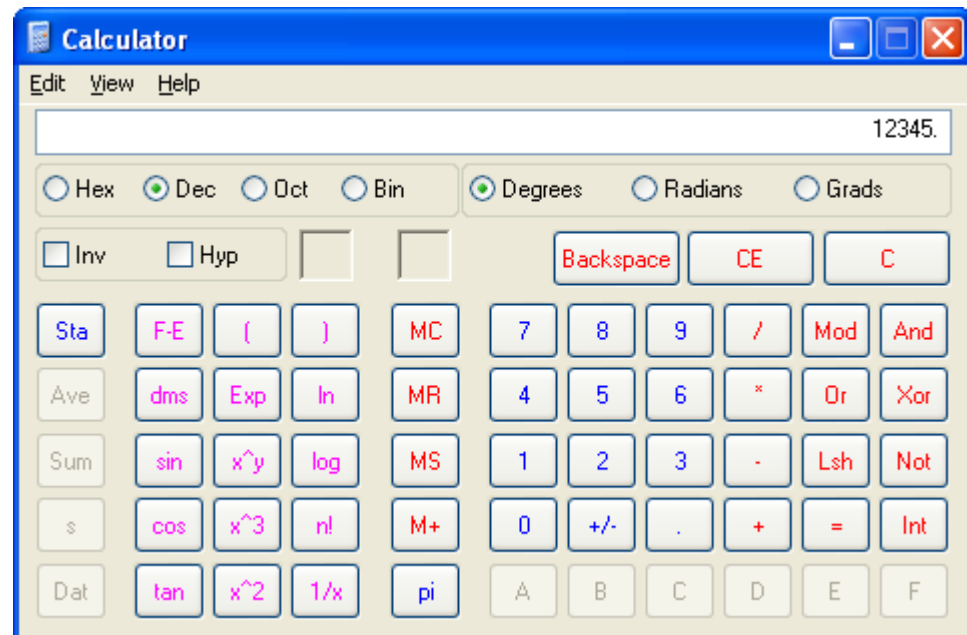 Calculator
Edit View Help
12345.
Hex Dec Oct Bin Degrees Radians Grads
Inv Hyp Backspace CE C
Sta F-E ( ) MC 7 8 9 / Mod And
Ave dms Exp ln MR 4 5 6 * Or Xor
Sum sin x^y log MS 1 2 3 - Lsh Not
s cos x^3 n! M+ 0 +/- . + = Int
Dat tan x^2 1/x pi A B C D E F